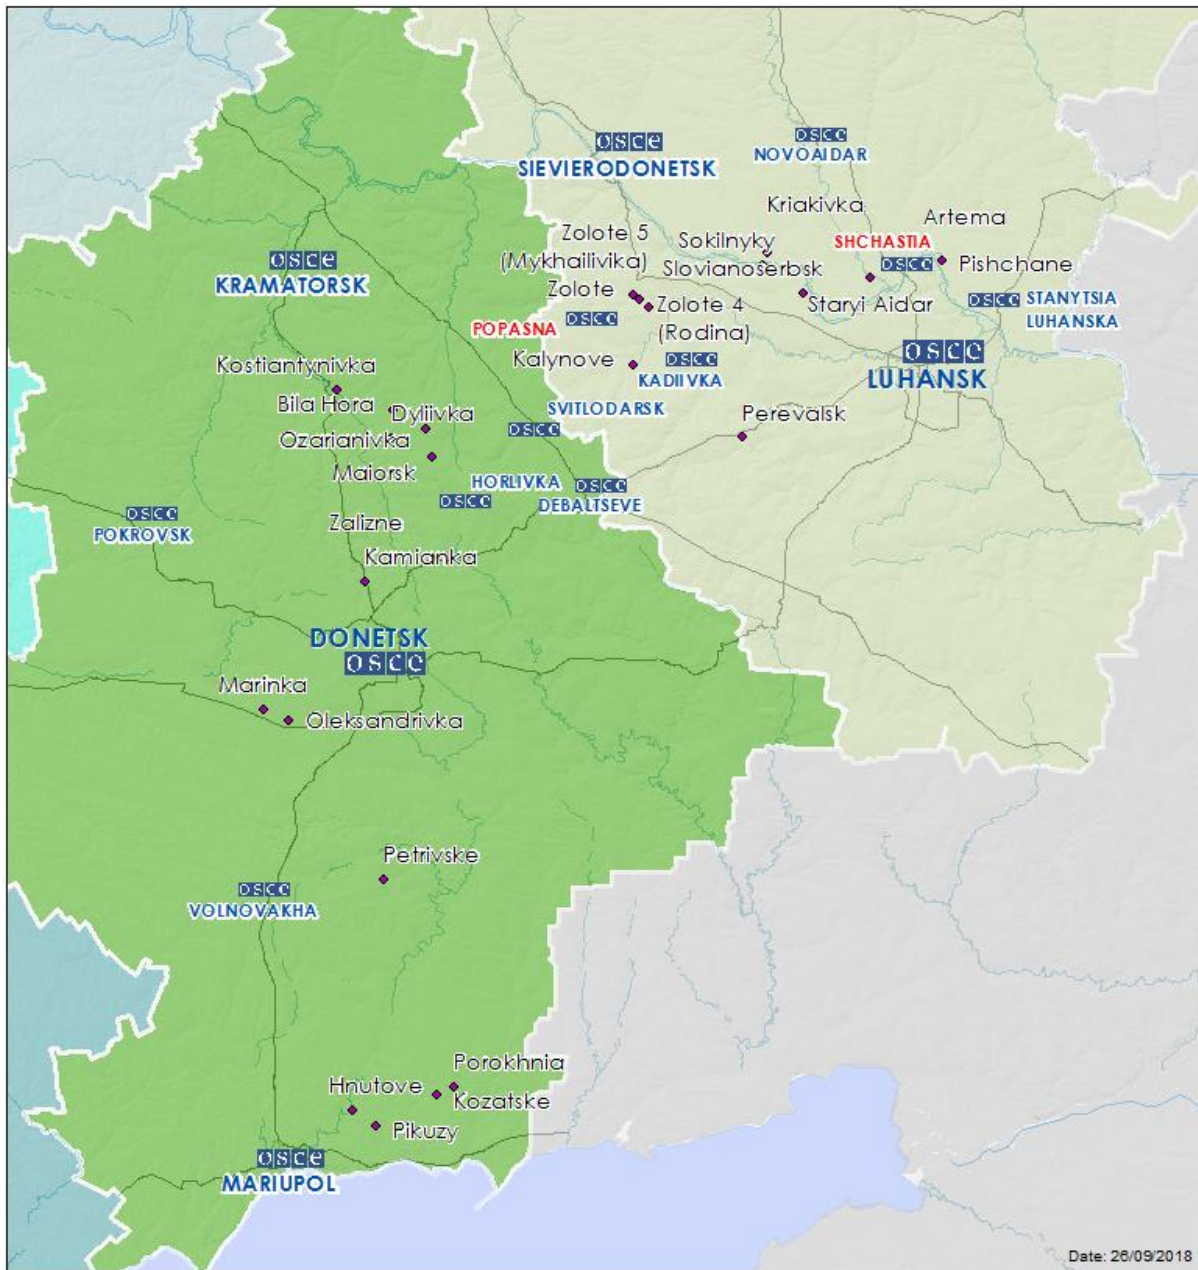 OSCE
SIEVIERODONETSK
OSCE
NOVOAIDAR
Kriakivka
Artema
Zolote 5
(Mykhailivika)
Sokilnyky
SHCHASTIA
OSCE
Slovianoserbsk
Pishchane
OSCE
KRAMATORSK
Zolote
Zolote 4
(Rodina)
Staryi Aidar
OSCE
STANYTSIA
LUHANSKA
POPASNA
OSCE
Kalynove
OSCE
KADIIVKA
OSCE
LUHANSK
Kostiantynivka
Bila Hora
Dyliivka
SVITLODARSK
OSCE
Perevalsk
Ozarianivka
Maiorsk
HORLIVKA
OSCE
OSCE
DEBALTSEVE
OSCE
POKROVSK
Zalizne
Kamianka
DONETSK
OSCE
Marinka
Oleksandrivka
Petrivske
OSCE
VOLNOVAKHA
Porokhnia
Hnutove
Kozatske
Pikuzy
OSCE
MARIUPOL
Date: 26/09/2018